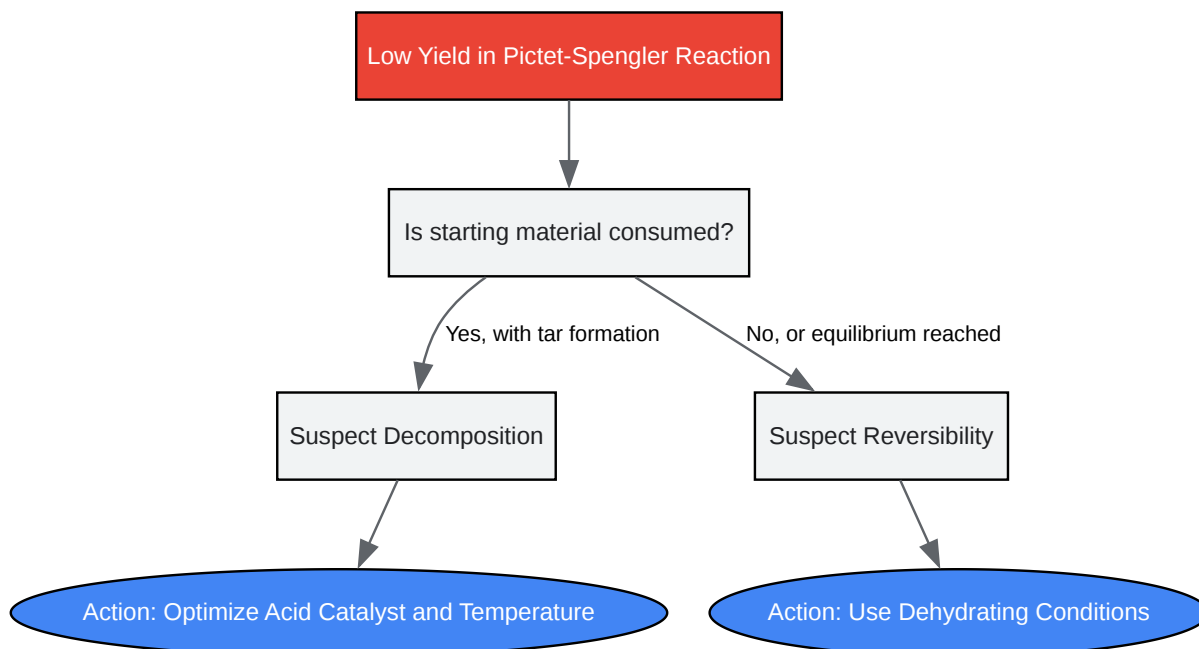 Low Yield in Pictet-Spengler Reaction
Is starting material consumed?
Yes, with tar formation
No, or equilibrium reached
Suspect Decomposition
Suspect Reversibility
Action: Optimize Acid Catalyst and Temperature
Action: Use Dehydrating Conditions